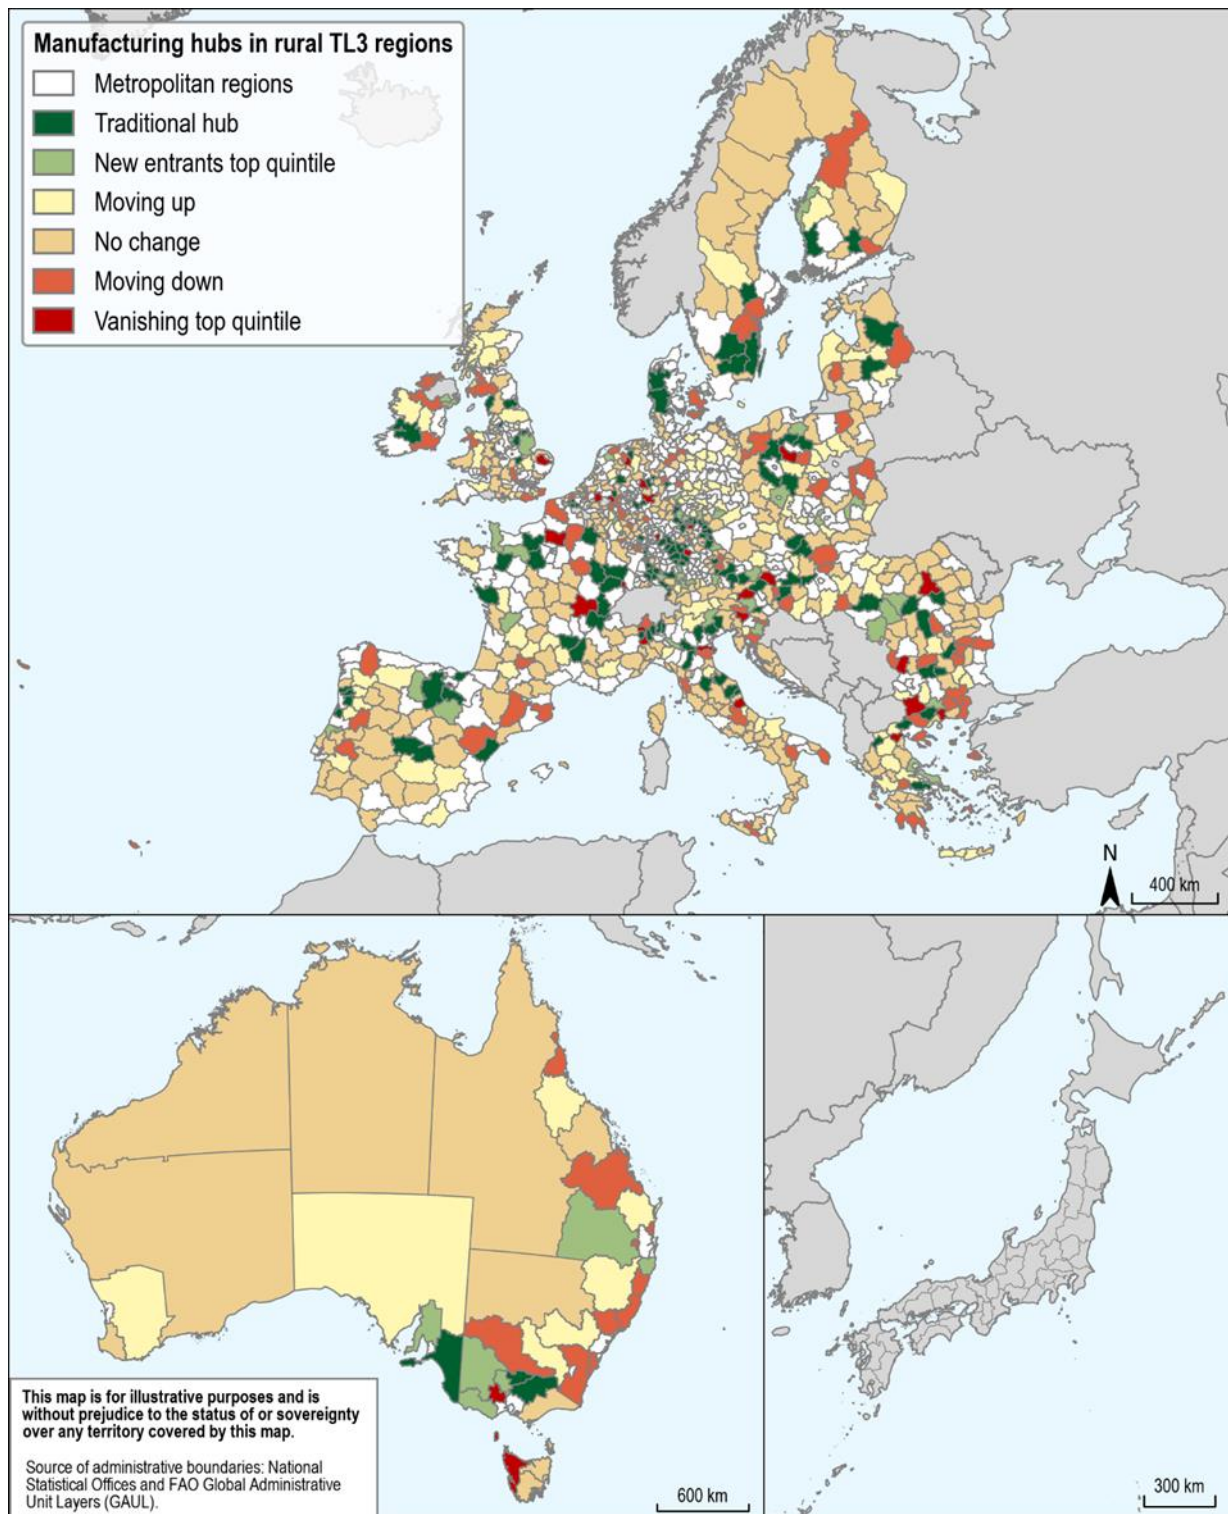 Manufacturing hubs in rural TL3 regions
Metropolitan regions
Traditional hub
New entrants top quintile
Moving up
No change
Moving down
Vanishing top quintile
N
400 km
This map is for illustrative purposes and is
without prejudice to the status of or sovereignty
over any territory covered by this map.
Source of administrative boundaries: National
Statistical Offices and FAO Global Administrative
Unit Layers (GAUL).
600 km
300 km